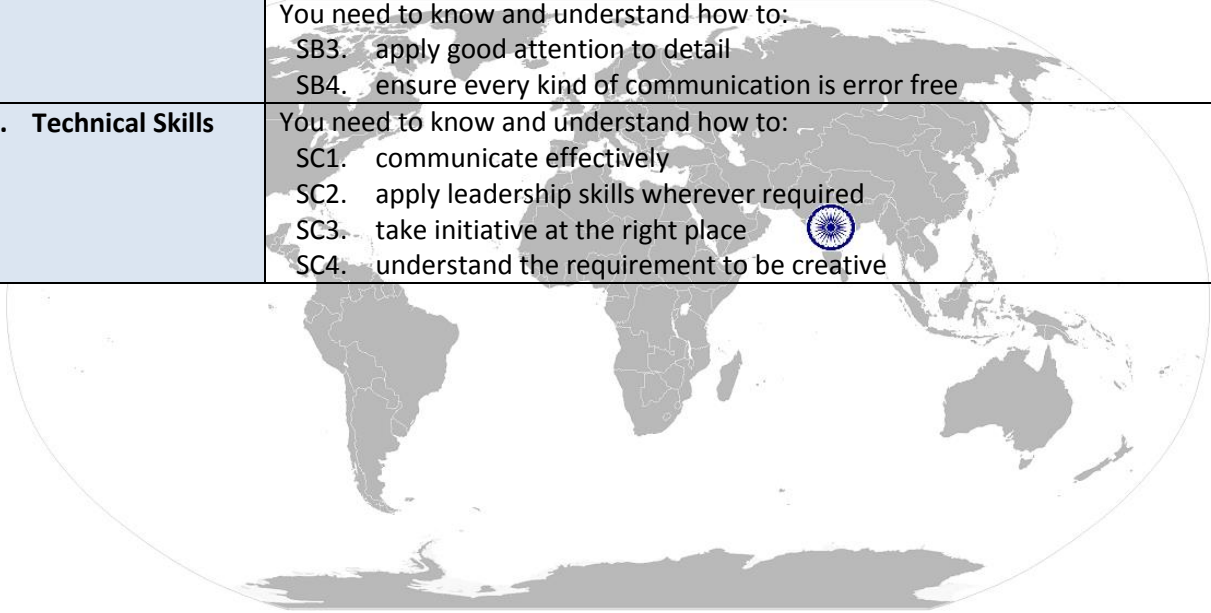 You need to know and understand how to:
SB3. apply good attention to detail
SB4. ensure every kind of communication is error free
. Technical Skills
You need to know and understand how to:
SC1. communicate effectively
SC2. apply leadership skills wherever required
SC3. take initiative at the right place
SC4. understand the requirement to be creative